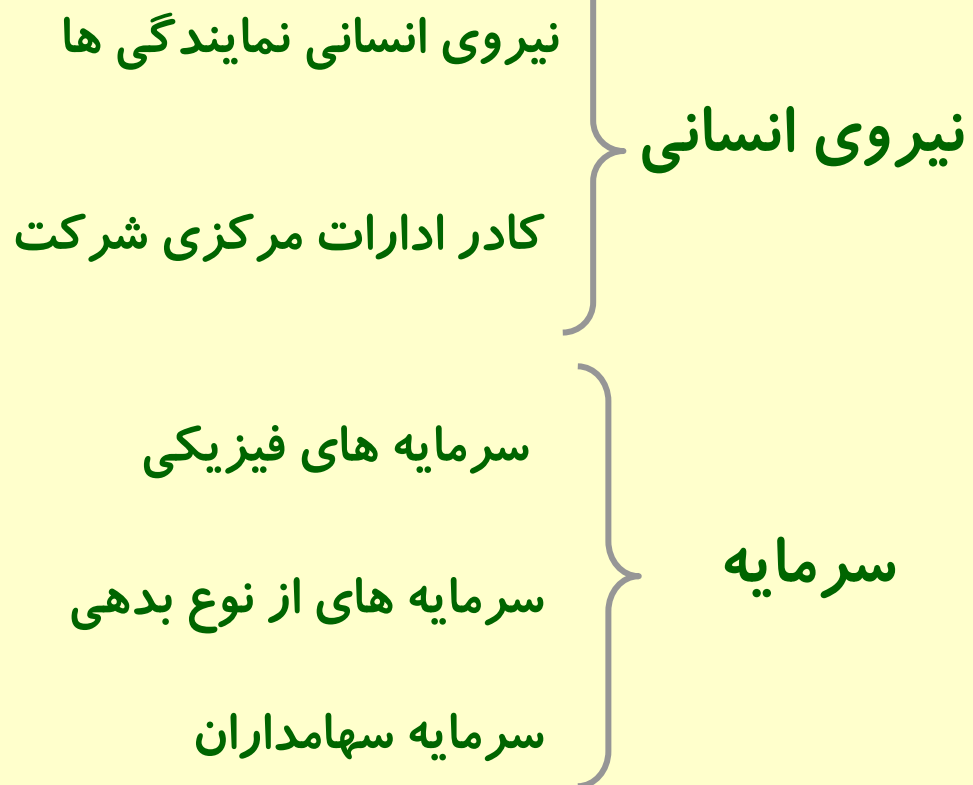 نیروی انسانی نمایندگی ها
نیروی انسانی
کادر ادارات مرکزی شرکت
سرمایه های فیزیکی
سرمایه
سرمایه های از نوع بدهی
سرمایه سهامداران